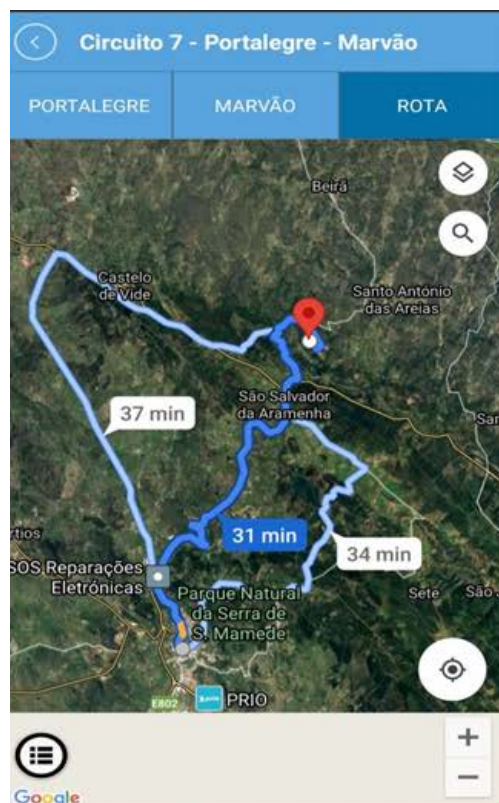 Circuito 7 - Portalegre - Marvão
PORTALEGRE
MARVÃO
ROTA
Beirã
Castelo
de Vide
Santo António
das Areias
São Salvador
da Aramenha
37 min
31 min
34 min
SOS Reparações
Eletrónicas
Parque Natural
da Serra de
S. Mamede
Sete
São
E802
PRIO
Google